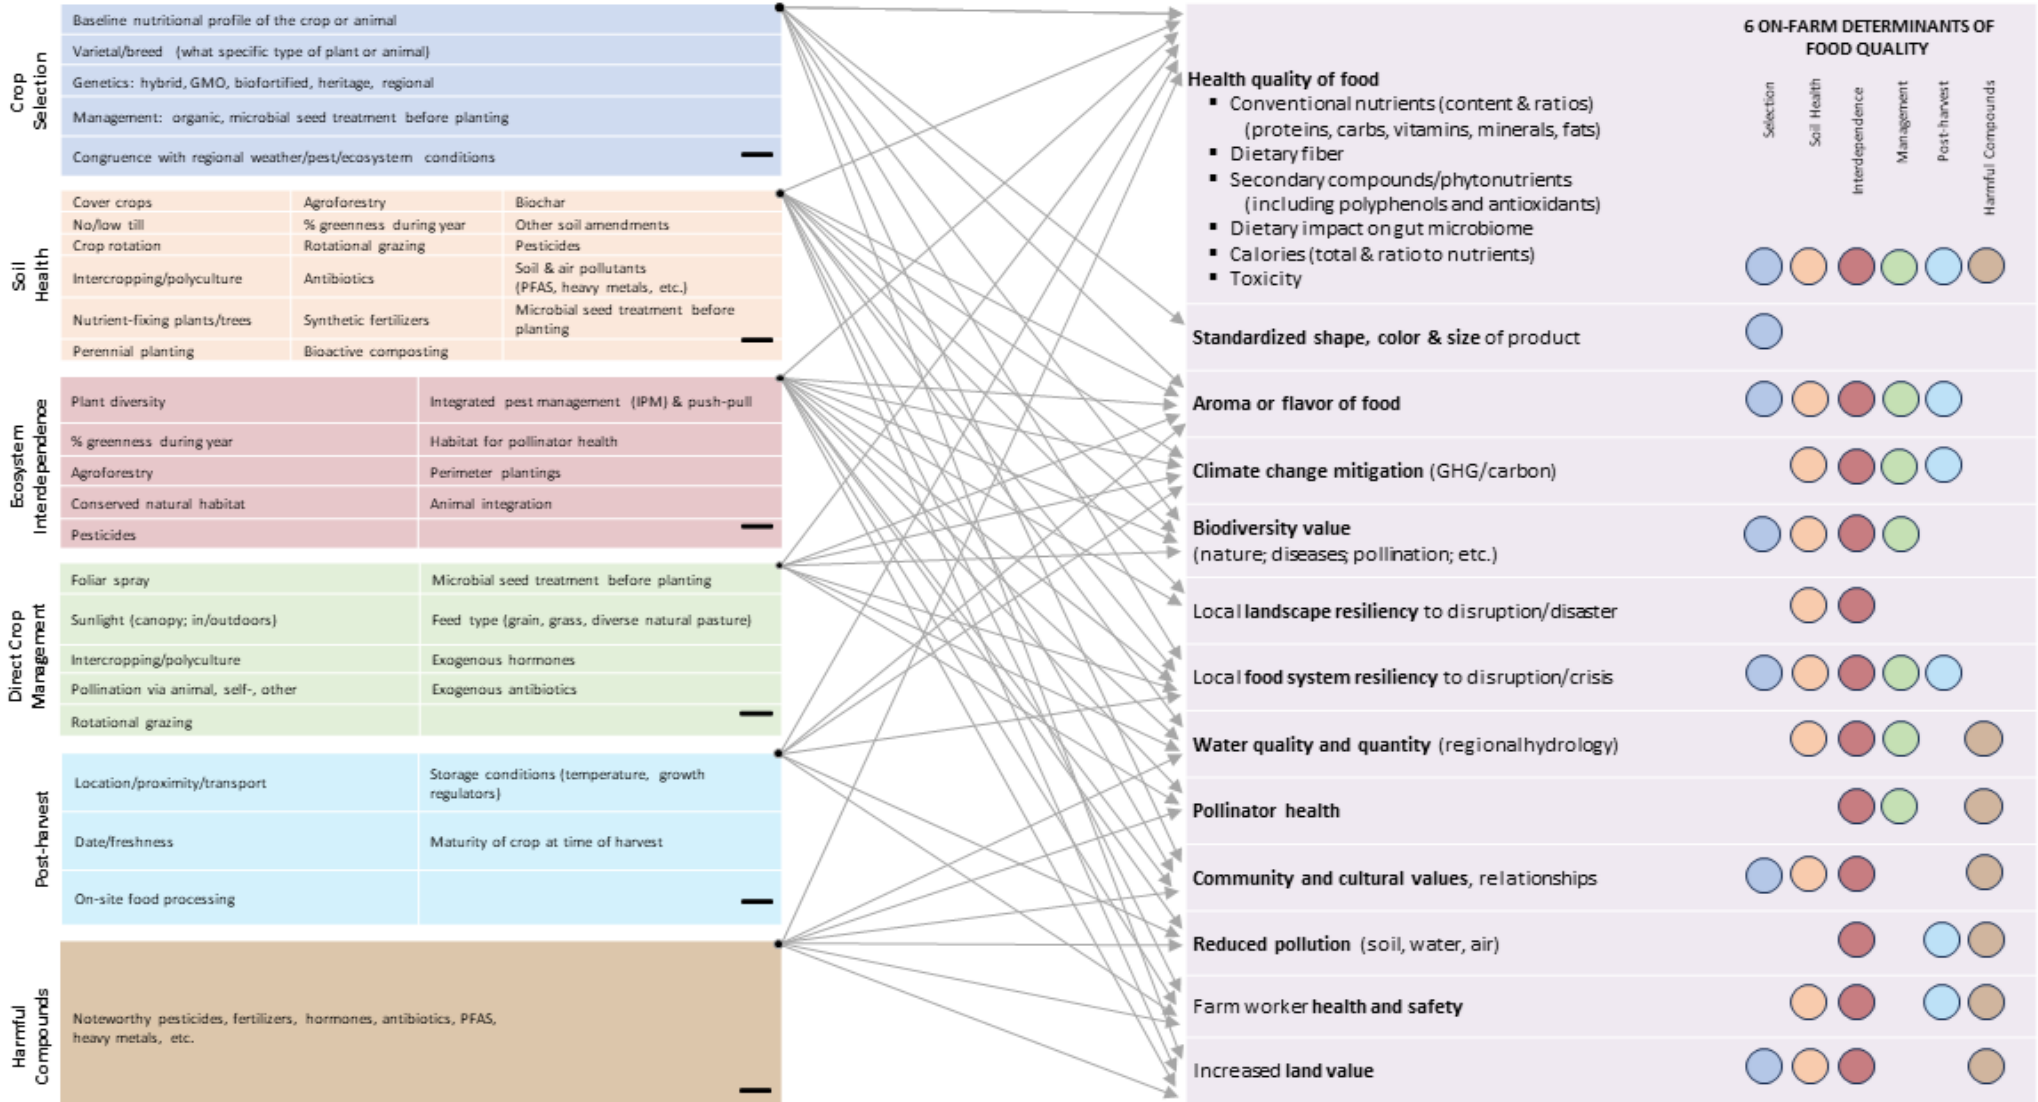 Crop
Selection
Baseline nutritional profile of the crop or animal
Varietal/breed (what specific type of plant or animal)
Genetics: hybrid, GMO, biofortified, heritage, regional
Management: organic, microbial seed treatment before planting
Congruence with regional weather/pest/ecosystem conditions
Soil
Health
Cover crops
Agroforestry
Biochar
No/low till
% greenness during year
Other soil amendments
Crop rotation
Rotational grazing
Pesticides
Intercropping/polyculture
Antibiotics
Soil & air pollutants
(PFAS, heavy metals, etc.)
Nutrient-fixing plants/trees
Synthetic fertilizers
Microbial seed treatment before
planting
Perennial planting
Bioactive composting
Ecosystem
Interdependence
Plant diversity
Integrated pest management (IPM) & push-pull
% greenness during year
Habitat for pollinator health
Agroforestry
Perimeter plantings
Conserved natural habitat
Animal integration
Pesticides
Direct Crop
Management
Foliar spray
Microbial seed treatment before planting
Sunlight (canopy; in/outdoors)
Feed type (grain, grass, diverse natural pasture)
Intercropping/polyculture
Exogenous hormones
Pollination via animal, self-, other
Exogenous antibiotics
Rotational grazing
Post-harvest
Location/proximity/transport
Storage conditions (temperature, growth
regulators)
Date/freshness
Maturity of crop at time of harvest
On-site food processing
Harmful
Compounds
Noteworthy pesticides, fertilizers, hormones, antibiotics, PFAS,
heavy metals, etc.
6 ON-FARM DETERMINANTS OF
FOOD QUALITY
Selection
Soil Health
Interdependence
Management
Post-harvest
Harmful Compounds
Health quality of food
▪ Conventional nutrients (content & ratios)
(proteins, carbs, vitamins, minerals, fats)
▪ Dietary fiber
▪ Secondary compounds/phytonutrients
(including polyphenols and antioxidants)
▪ Dietary impact on gut microbiome
▪ Calories (total & ratio to nutrients)
▪ Toxicity
Standardized shape, color & size of product
Aroma or flavor of food
Climate change mitigation (GHG/carbon)
Biodiversity value
(nature; diseases; pollination; etc.)
Local landscape resiliency to disruption/disaster
Local food system resiliency to disruption/crisis
Water quality and quantity (regional hydrology)
Pollinator health
Community and cultural values, relationships
Reduced pollution (soil, water, air)
Farm worker health and safety
Increased land value